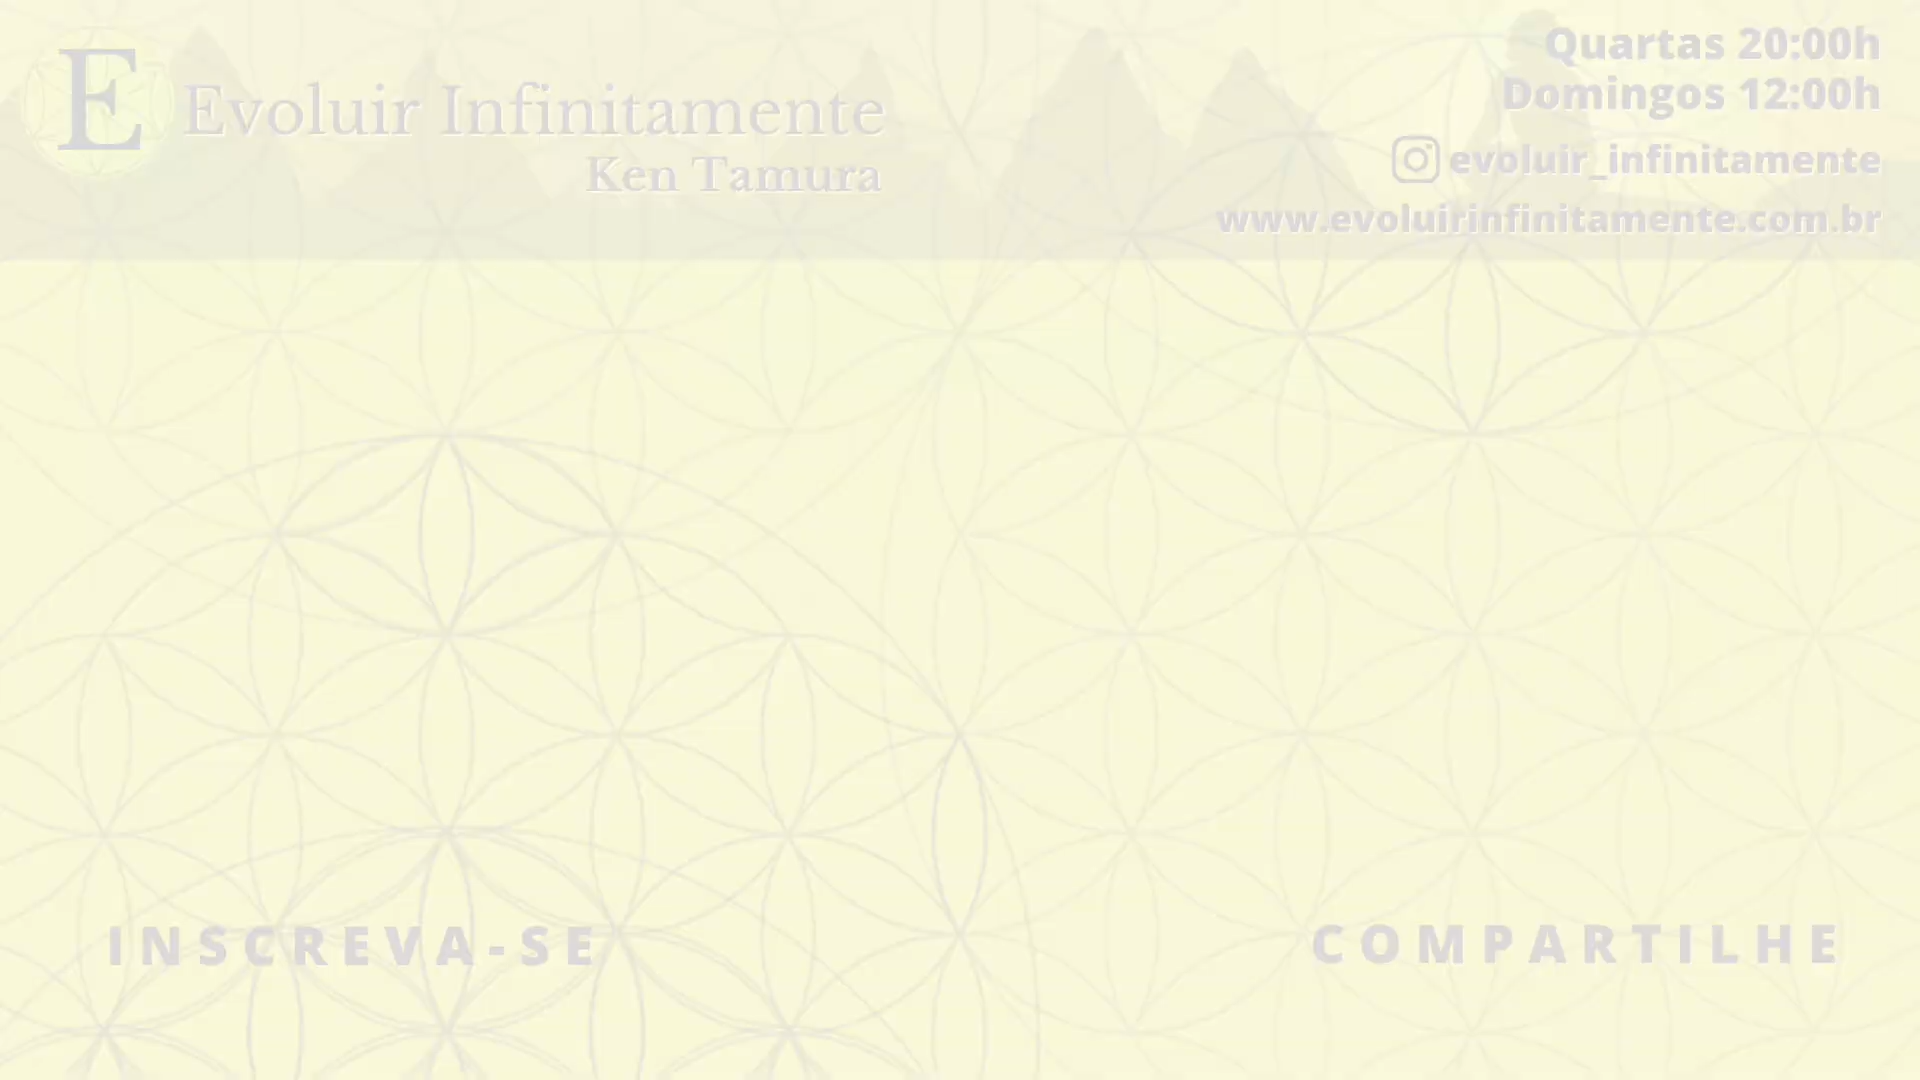 E Evoluir Infinitamente
Ken Tamura
Quartas 20:00h
Domingos 12:00h
evoluir_infinitamente
www.evoluirinfinitamente.com.br
INSCREVA-SE
COMPARTILHE